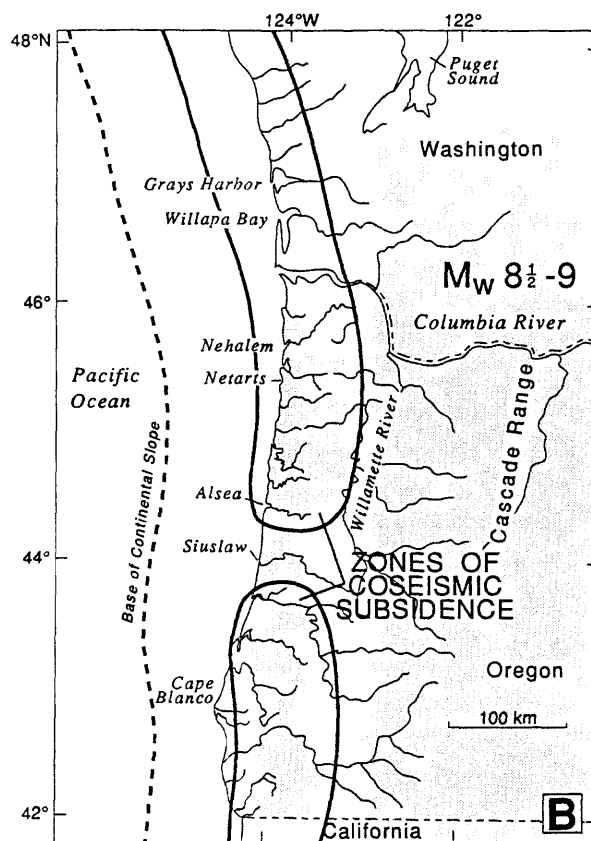 124°W
122°
48°N
Puget
Sound
Washington
Grays Harbor
Willapa Bay
Mw 8½-9
46°
Columbia River
Nehalem
Netarts
Pacific
Ocean
Base of Continental Slope
Willamette River
Cascade Range
Alsea
Siuslaw
44°
ZONES OF
COSEISMIC
SUBSIDENCE
Oregon
Cape
Blanco
100 km
42°
California
B